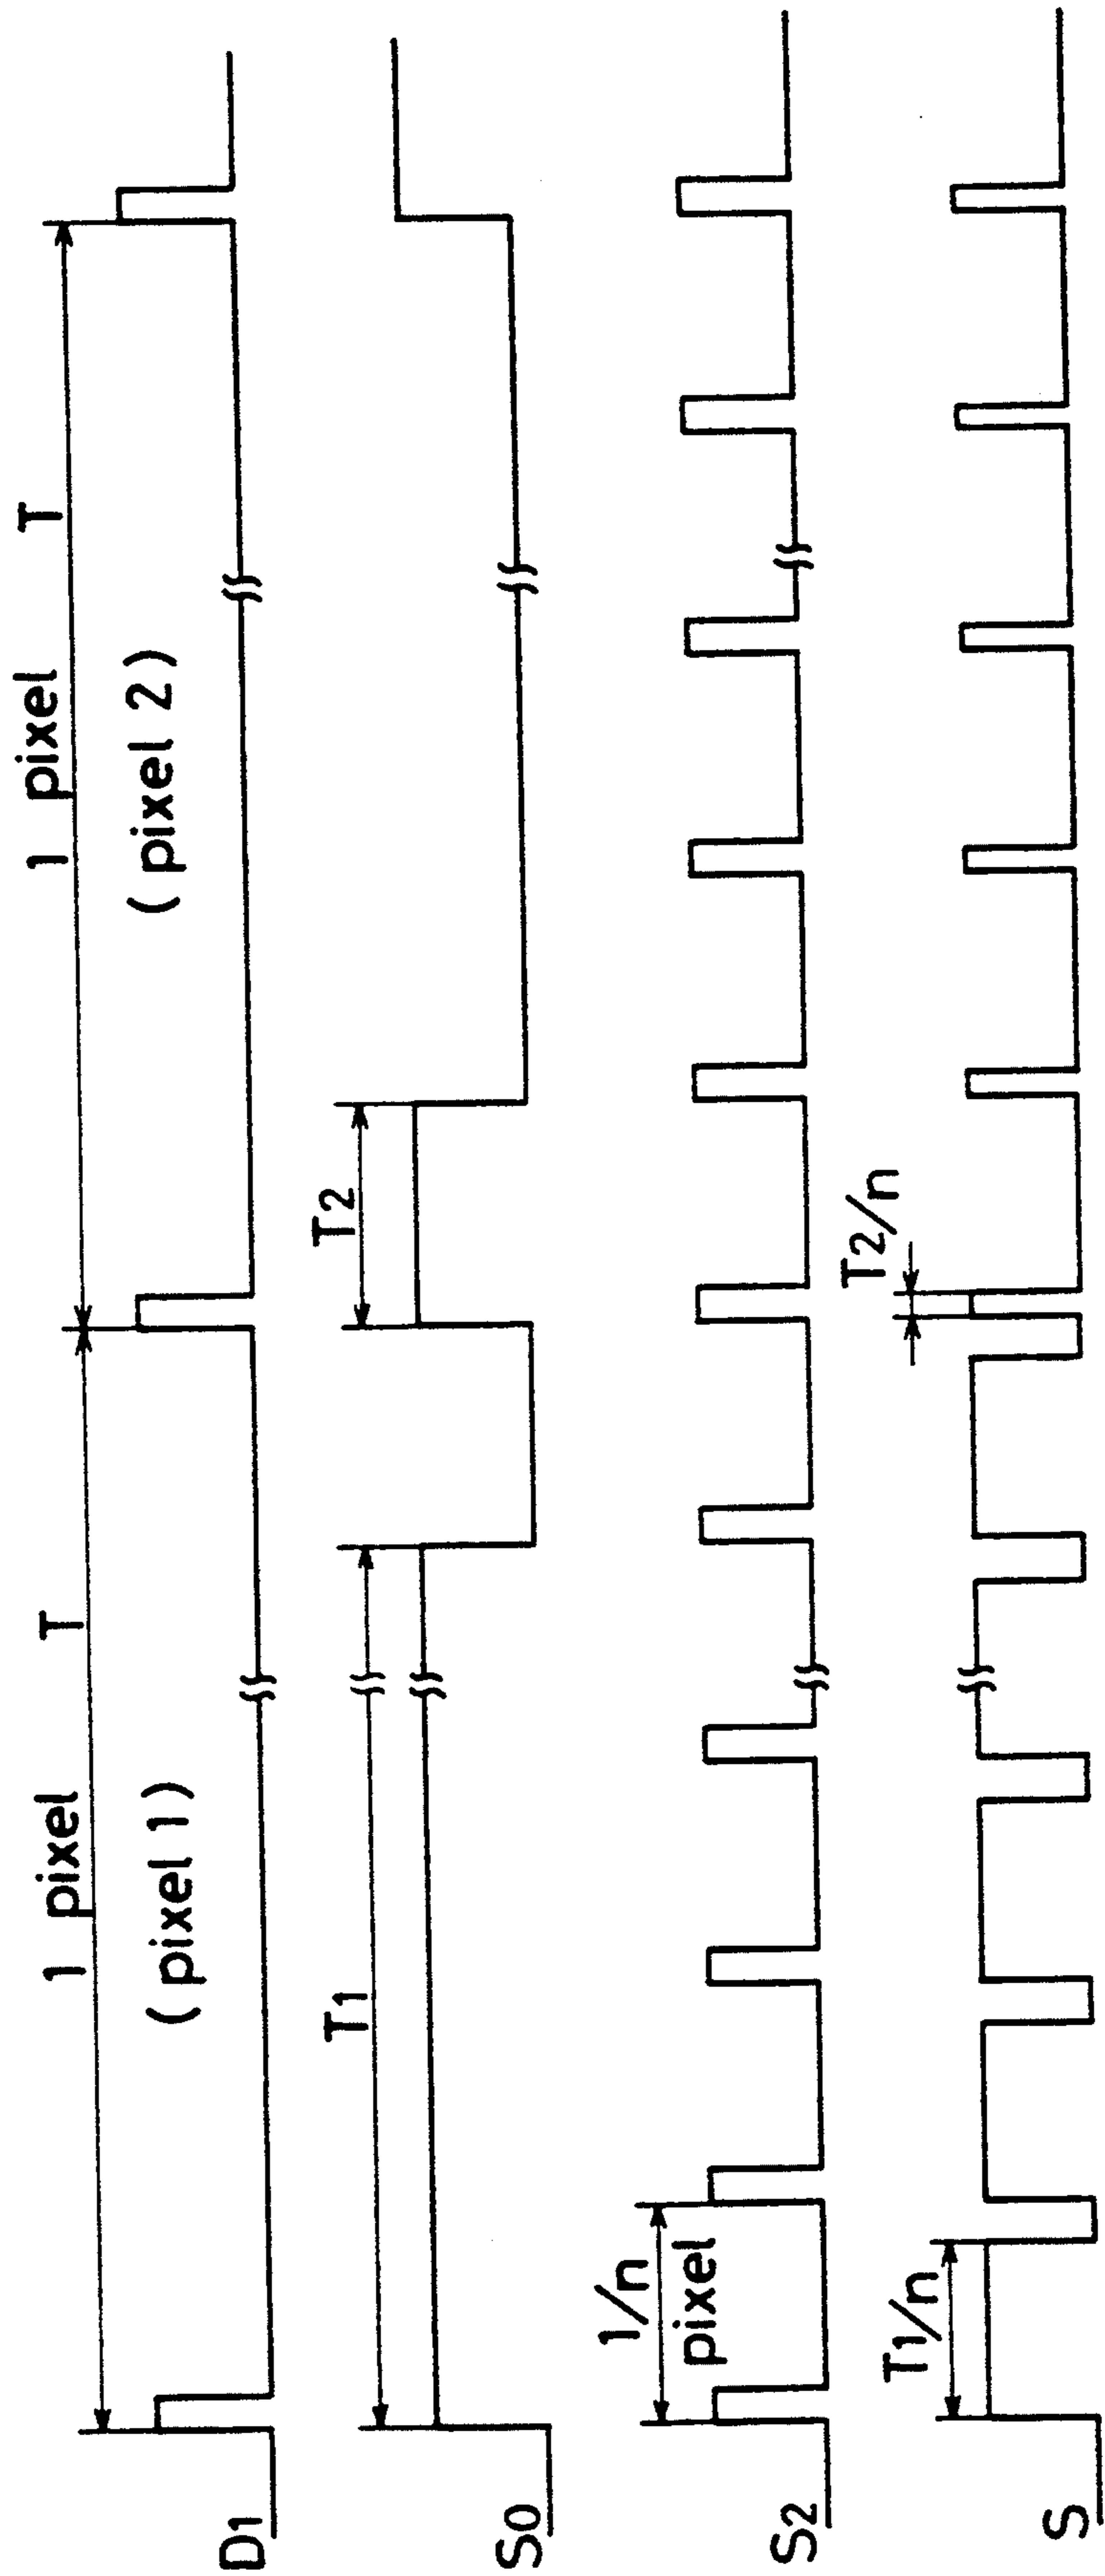 1 pixel T
1 pixel T
(pixel 1)
(pixel 2)
D1
T1
T2
S0
1/n
pixel
S2
T1/n
T2/n
S